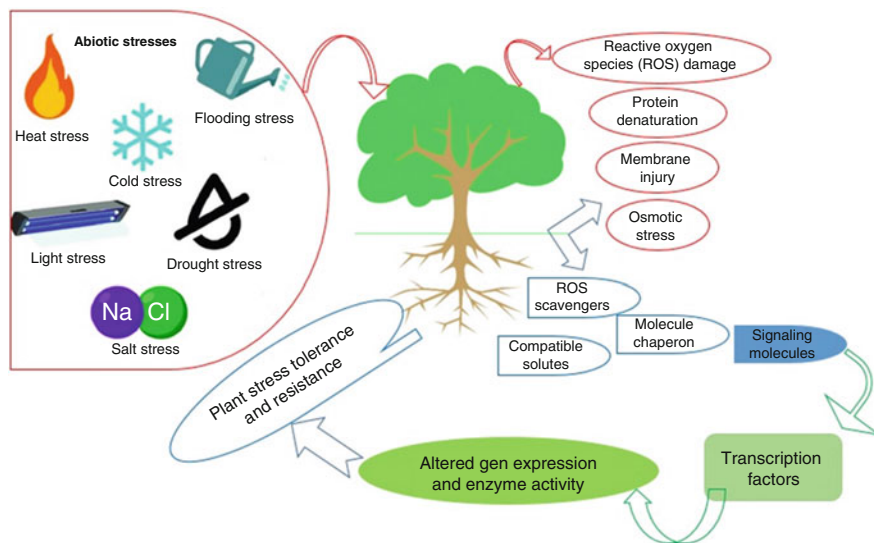 Abiotic stresses
Heat stress
Flooding stress
Cold stress
Light stress
Drought stress
Na Cl
Salt stress
Reactive oxygen
species (ROS) damage
Protein
denaturation
Membrane
injury
Osmotic
stress
ROS
scavengers
Molecule
chaperon
Compatible
solutes
Signaling
molecules
Transcription
factors
Altered gen expression
and enzyme activity
Plant stress tolerance
and resistance